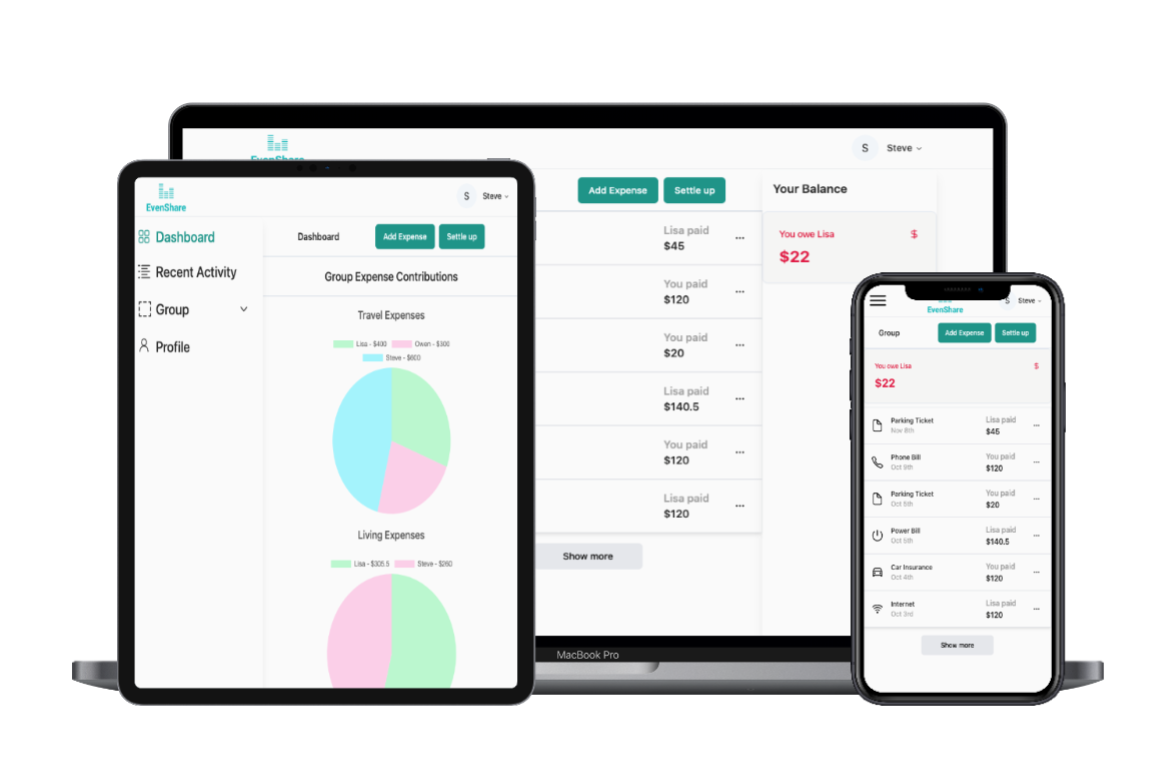 EvenShare
S Steve
Add Expense Settle up
Your Balance
Lisa paid
$45
You paid
$120
You paid
$20
Lisa paid
$140.5
You paid
$120
Lisa paid
$120
Show more
You owe Lisa $
$22
MacBook Pro
EvenShare
S Steve
Dashboard
Recent Activity
Group
Profile
Dashboard Add Expense Settle up
Group Expense Contributions
Travel Expenses
Lisa - $400 Owan - $300
Steve - $600
Living Expenses
Lisa - $305.5 Steve - $260
EvenShare
S Steve
Group Add Expense Settle up
You owe Lisa $
$22
Parking Ticket Lisa paid
Nov 8th $45
Phone Bill You paid
Oct 9th $120
Parking Ticket You paid
Oct 5th $20
Power Bill Lisa paid
Oct 5th $140.5
Car Insurance You paid
Oct 4th $120
Internet Lisa paid
Oct 3rd $120
Show more